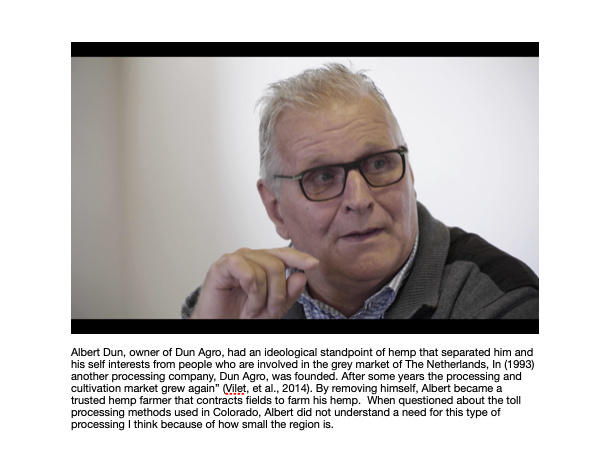 Albert Dun, owner of Dun Agro, had an ideological standpoint of hemp that separated him and
his self interests from people who are involved in the grey market of The Netherlands, In (1993)
another processing company, Dun Agro, was founded. After some years the processing and
cultivation market grew again” (Vilet, et al., 2014). By removing himself, Albert became a
trusted hemp farmer that contracts fields to farm his hemp.  When questioned about the toll
processing methods used in Colorado, Albert did not understand a need for this type of
processing I think because of how small the region is.